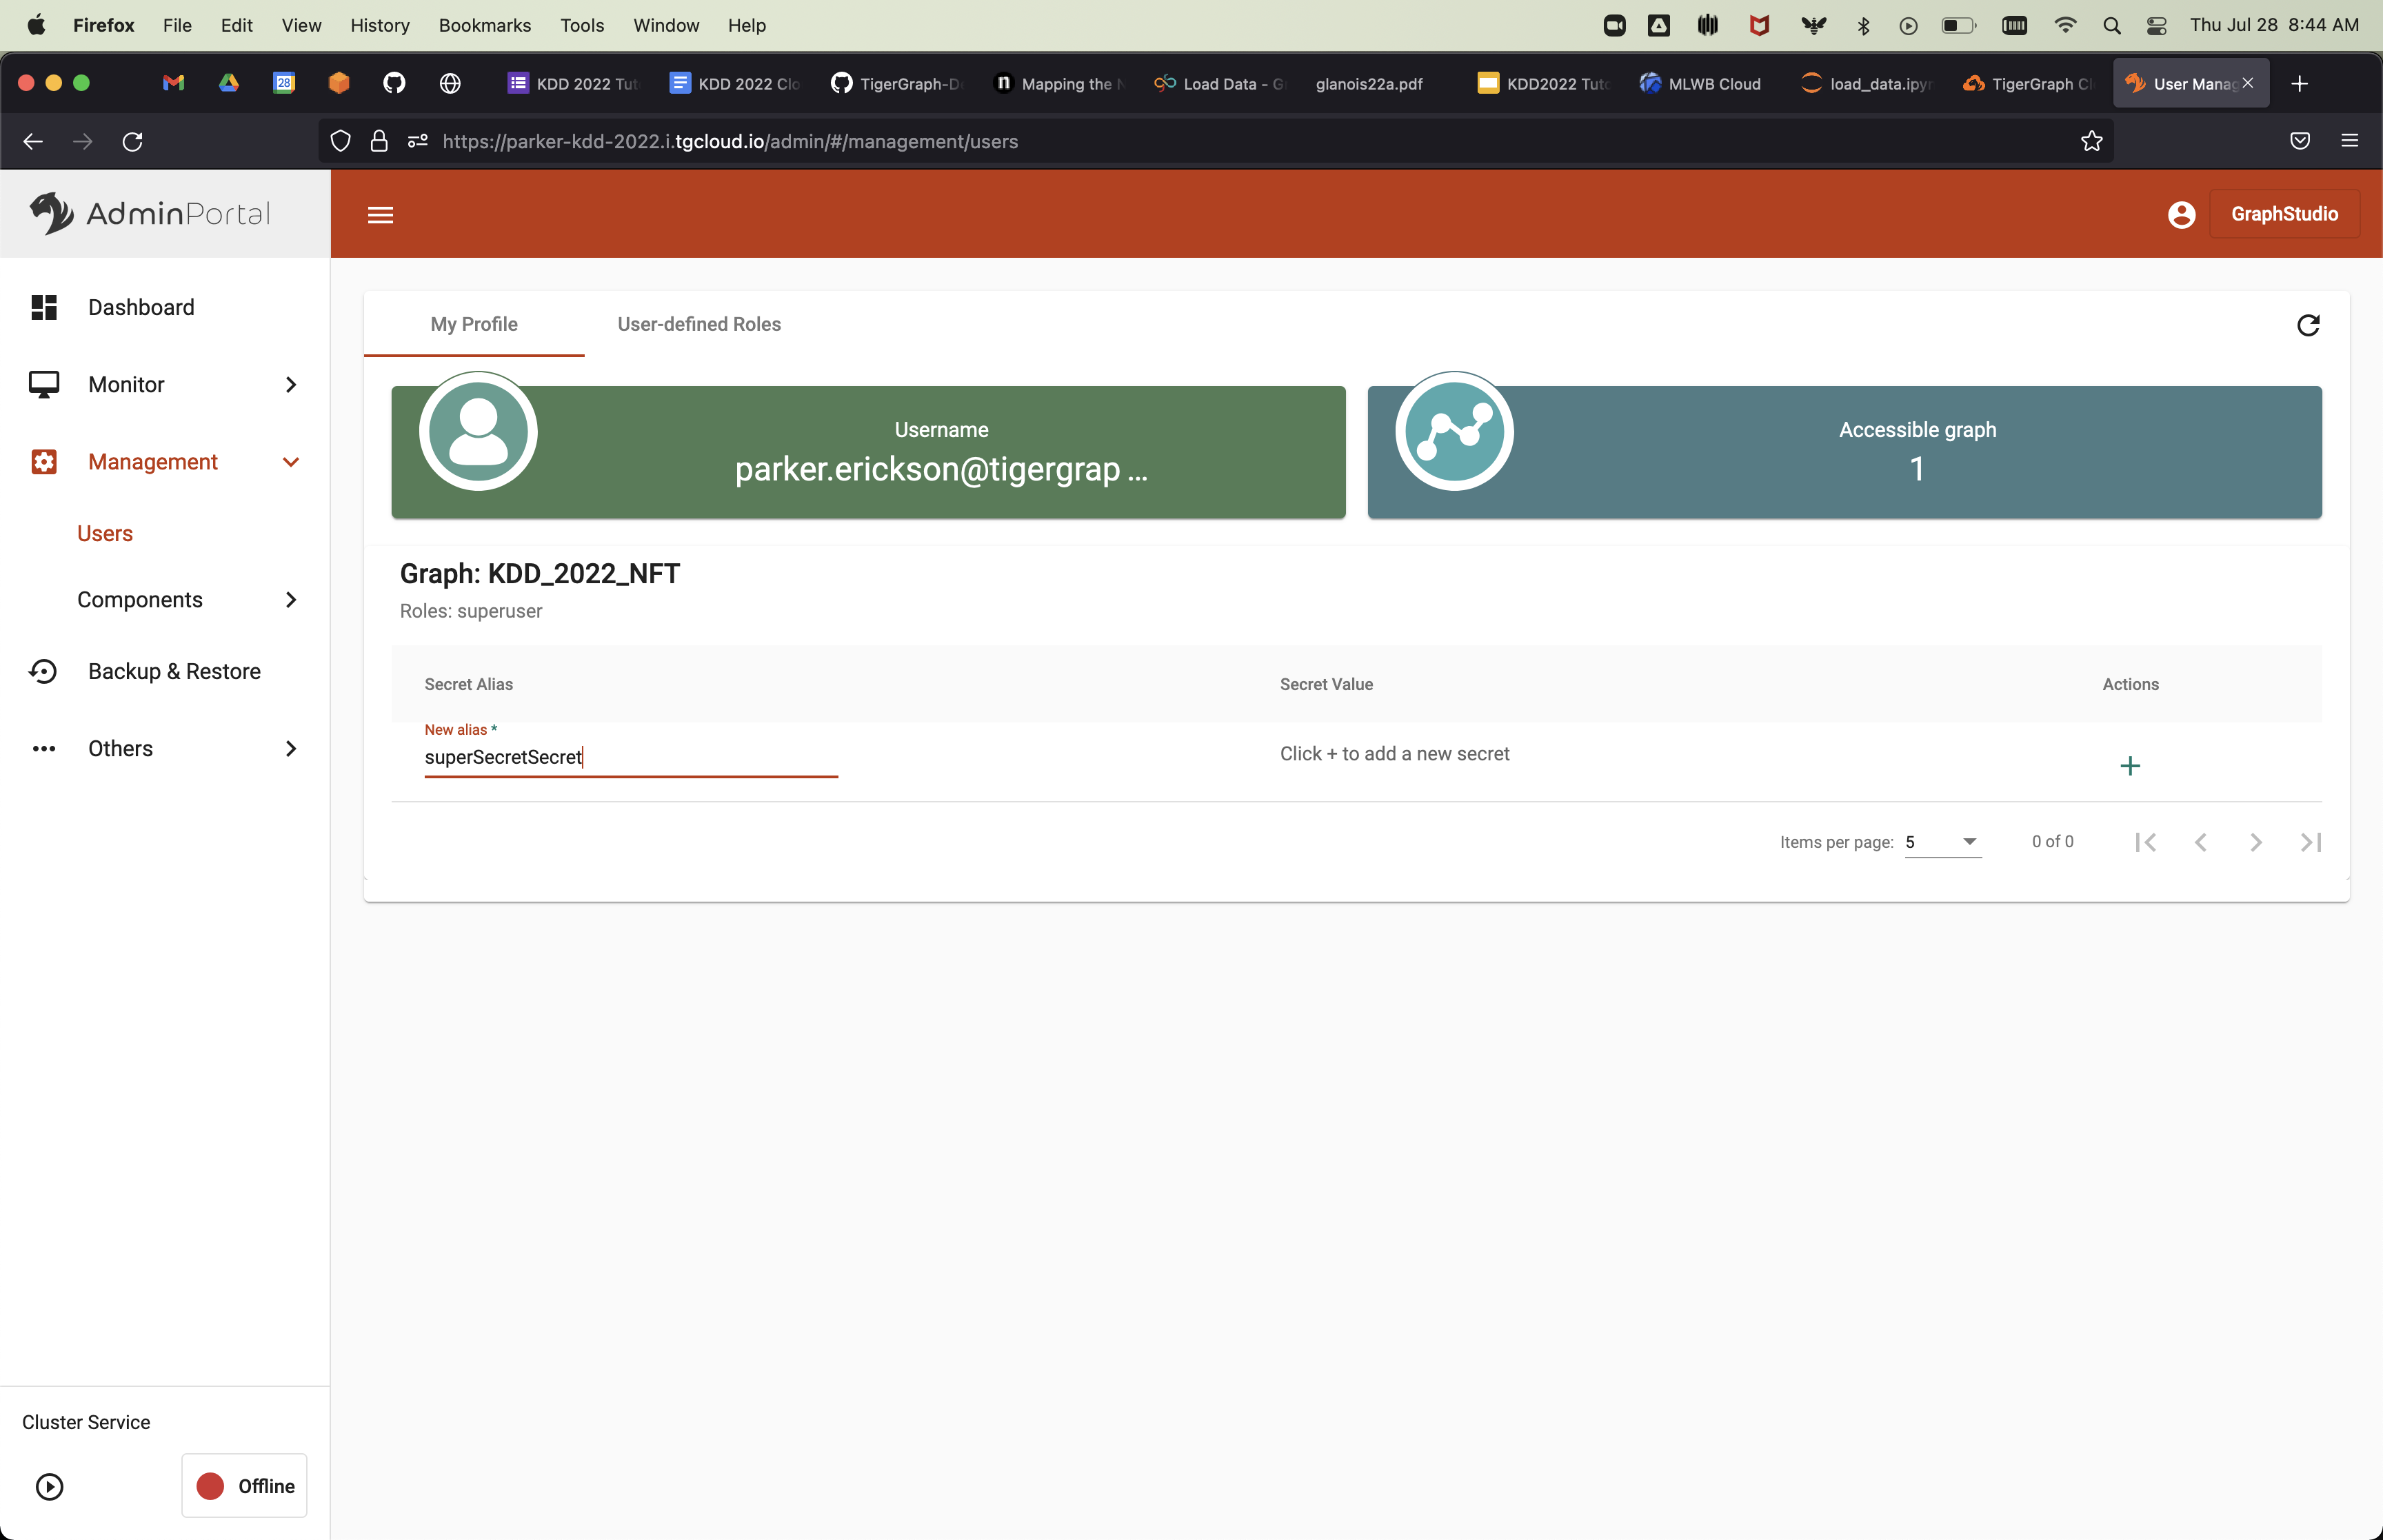 Firefox File Edit View History Bookmarks Tools Window Help Thu Jul 28 8:44 AM
28 KDD 2022 Tut KDD 2022 Clo TigerGraph-D Mapping the N Load Data - G glanois22a.pdf KDD2022 Tuto MLWB Cloud load_data.ipyn TigerGraph Cl User Manag
https://parker-kdd-2022.i.tgcloud.io/admin/#/management/users
AdminPortal
GraphStudio
Dashboard
Monitor
Management
Users
Components
Backup & Restore
Others
My Profile User-defined Roles
Username
parker.erickson@tigergrap ...
Accessible graph
1
Graph: KDD_2022_NFT
Roles: superuser
Secret Alias Secret Value Actions
New alias *
superSecretSecret
Click + to add a new secret
Items per page: 5 0 of 0
Cluster Service
Offline